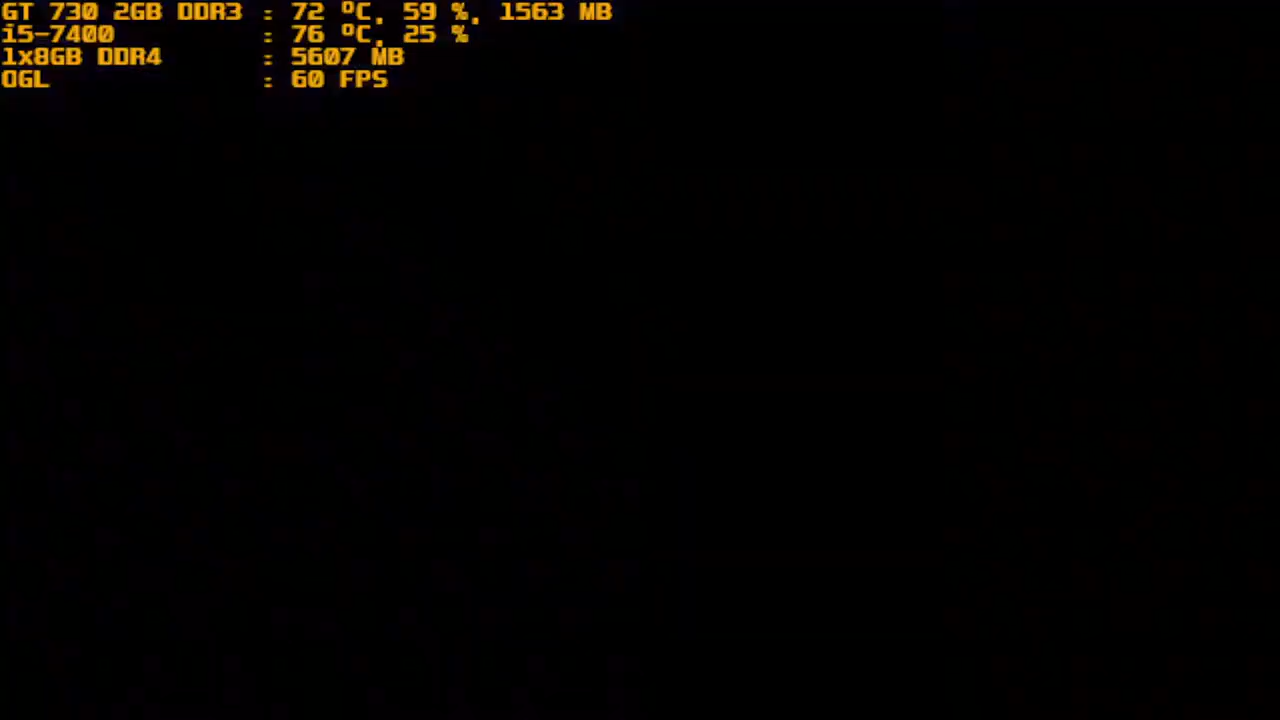 GT 730 2GB DDR3 : 72 ºC, 59 %, 1563 MB
i5-7400 : 76 ºC, 25 %
1x8GB DDR4 : 5607 MB
OGL : 60 FPS